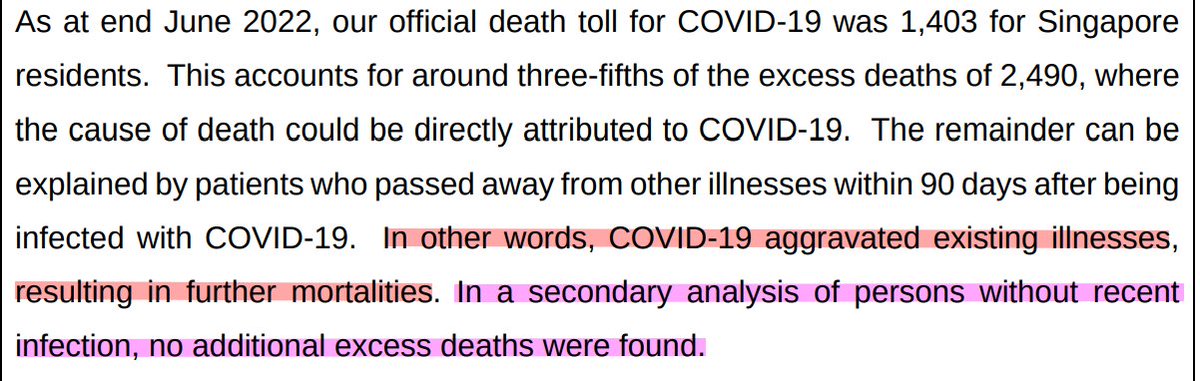 As at end June 2022, our official death toll for COVID-19 was 1,403 for Singapore
residents. This accounts for around three-fifths of the excess deaths of 2,490, where
the cause of death could be directly attributed to COVID-19. The remainder can be
explained by patients who passed away from other illnesses within 90 days after being
infected with COVID-19. In other words, COVID-19 aggravated existing illnesses,
resulting in further mortalities. In a secondary analysis of persons without recent
infection, no additional excess deaths were found.